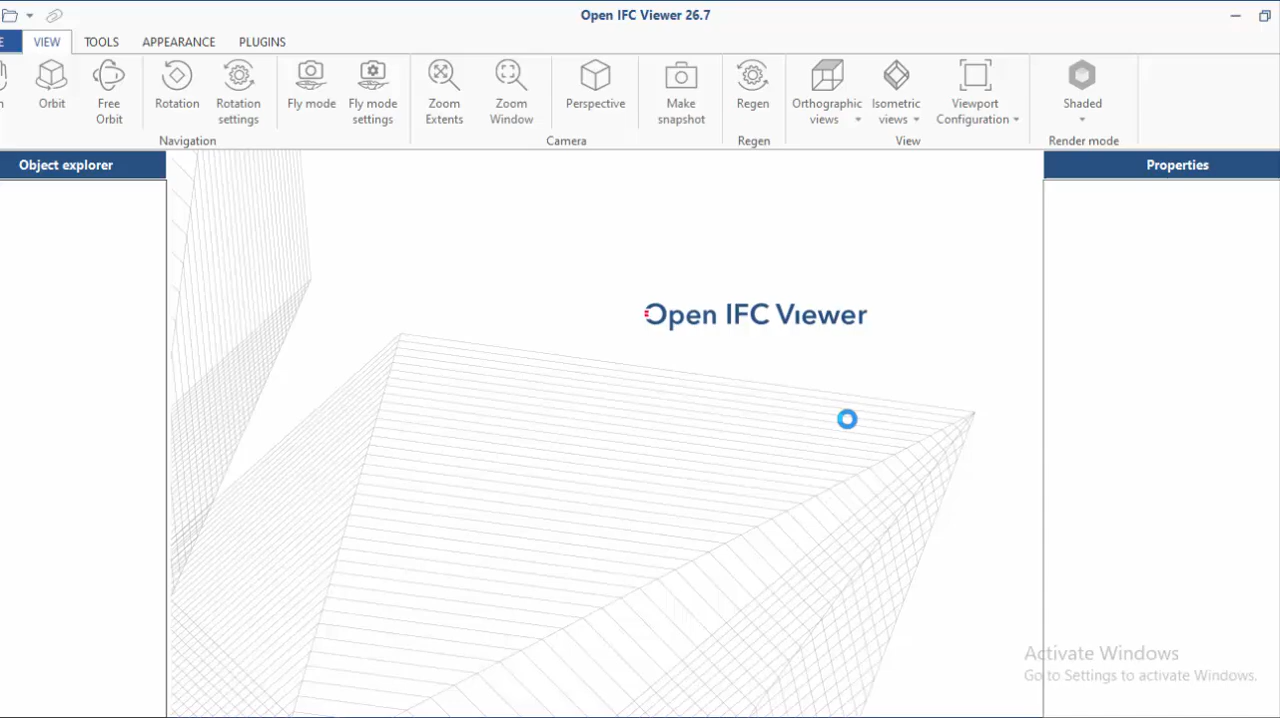 Open IFC Viewer 26.7
VIEW TOOLS APPEARANCE PLUGINS
Orbit
Free Orbit
Rotation
Rotation settings
Fly mode
Fly mode settings
Zoom Extents
Zoom Window
Perspective
Make snapshot
Regen
Orthographic views
Isometric views
Viewport Configuration
Shaded
Navigation
Camera
Regen
View
Render mode
Object explorer
Properties
Open IFC Viewer
Activate Windows
Go to Settings to activate Windows.